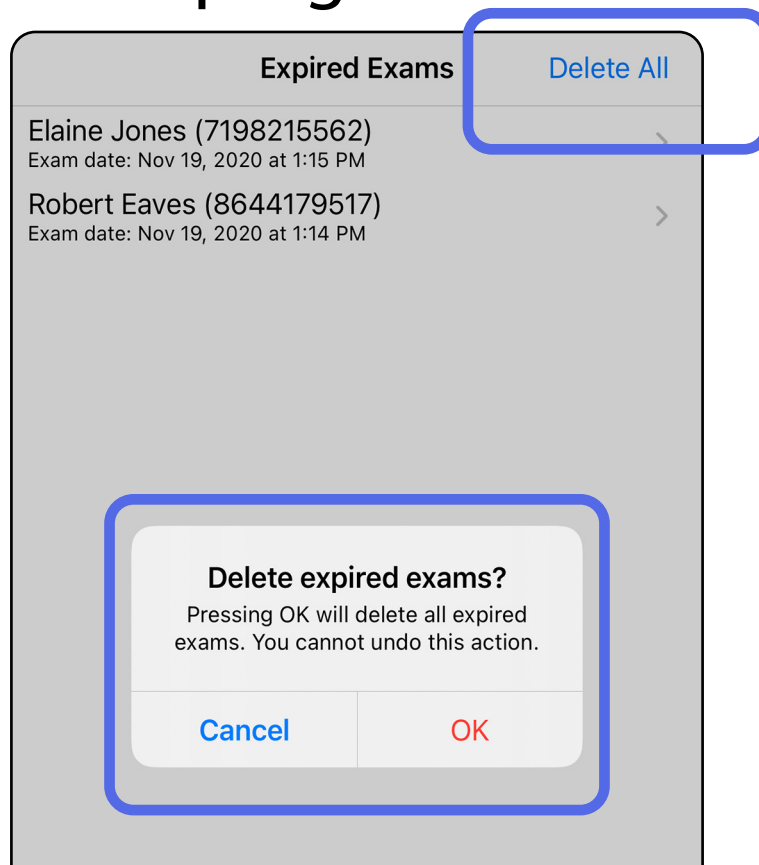 Expired Exams
Delete All
Elaine Jones (7198215562)
Exam date: Nov 19, 2020 at 1:15 PM
Robert Eaves (8644179517)
Exam date: Nov 19, 2020 at 1:14 PM
Delete expired exams?
Pressing OK will delete all expired
exams. You cannot undo this action.
Cancel
OK